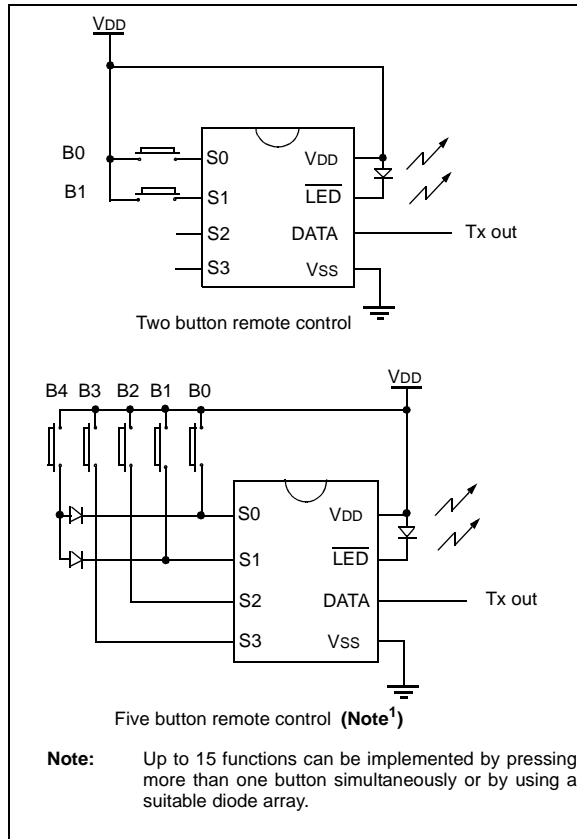 VDD
B0
B1
S0
S1
S2
S3
VDD
LED
DATA
VSS
Tx out
Two button remote control
B4 B3 B2 B1 B0
VDD
S0
S1
S2
S3
VDD
LED
DATA
VSS
Tx out
Five button remote control (Note1)
Note: Up to 15 functions can be implemented by pressing
more than one button simultaneously or by using a
suitable diode array.